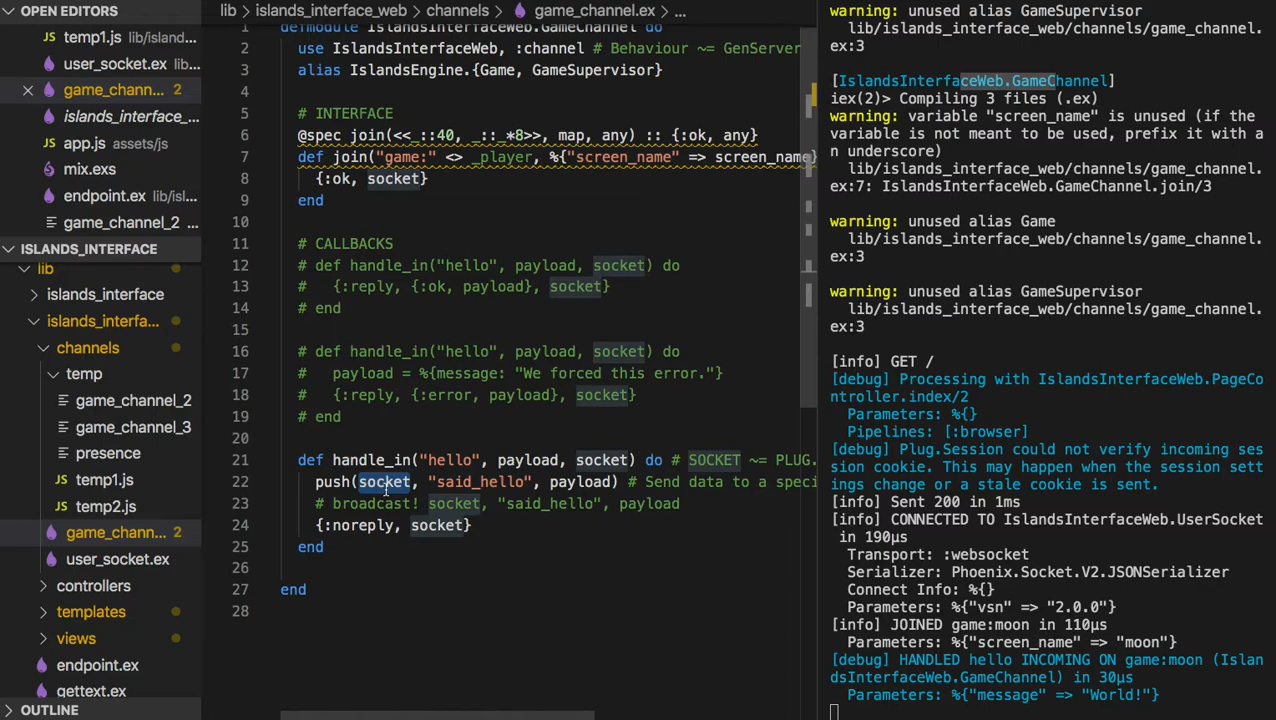 OPEN EDITORS
temp1.js lib/island...
user_socket.ex lib/...
game_chann... 2
islands_interface_...
app.js assets/js
mix.exs
endpoint.ex lib/isl...
game_channel_2 ...
ISLANDS_INTERFACE
lib
islands_interface
islands_interfa...
channels
temp
game_channel_2
game_channel_3
presence
temp1.js
temp2.js
game_chann... 2
user_socket.ex
controllers
templates
views
endpoint.ex
gettext.ex
OUTLINE
lib > islands_interface_web > channels > game_channel.ex > ...
1 defmodule IslandsInterfaceWeb.GameChannel do
2 use IslandsInterfaceWeb, :channel # Behaviour ~= GenServer
3 alias IslandsEngine.{Game, GameSupervisor}
4
5 # INTERFACE
6 @spec join(<<_::40, _::_*8>>, map, any) :: {:ok, any}
7 def join("game:" <> _player, %{"screen_name" => screen_name}
8 {:ok, socket}
9 end
10
11 # CALLBACKS
12 # def handle_in("hello", payload, socket) do
13 #   {:reply, {:ok, payload}, socket}
14 # end
15
16 # def handle_in("hello", payload, socket) do
17 #   payload = %{message: "We forced this error."}
18 #   {:reply, {:error, payload}, socket}
19 # end
20
21 def handle_in("hello", payload, socket) do # SOCKET ~= PLUG.
22 push(socket, "said_hello", payload) # Send data to a speci
23 # broadcast! socket, "said_hello", payload
24 {:noreply, socket}
25 end
26
27 end
28
warning: unused alias GameSupervisor
lib/islands_interface_web/channels/game_channel.
ex:3
[IslandsInterfaceWeb.GameChannel]
iex(2)> Compiling 3 files (.ex)
warning: variable "screen_name" is unused (if the
variable is not meant to be used, prefix it with a
n underscore)
lib/islands_interface_web/channels/game_channel.
ex:7: IslandsInterfaceWeb.GameChannel.join/3
warning: unused alias Game
lib/islands_interface_web/channels/game_channel.
ex:3
warning: unused alias GameSupervisor
lib/islands_interface_web/channels/game_channel.
ex:3
[info] GET /
[debug] Processing with IslandsInterfaceWeb.PageCo
ntroller.index/2
Parameters: %{}
Pipelines: [:browser]
[debug] Plug.Session could not verify incoming ses
sion cookie. This may happen when the session sett
ings change or a stale cookie is sent.
[info] Sent 200 in 1ms
[info] CONNECTED TO IslandsInterfaceWeb.UserSocket
in 190µs
Transport: :websocket
Serializer: Phoenix.Socket.V2.JSONSerializer
Connect Info: %{}
Parameters: %{"vsn" => "2.0.0"}
[info] JOINED game:moon in 110µs
Parameters: %{"screen_name" => "moon"}
[debug] HANDLED hello INCOMING ON game:moon (Islan
dsInterfaceWeb.GameChannel) in 30µs
Parameters: %{"message" => "World!"}